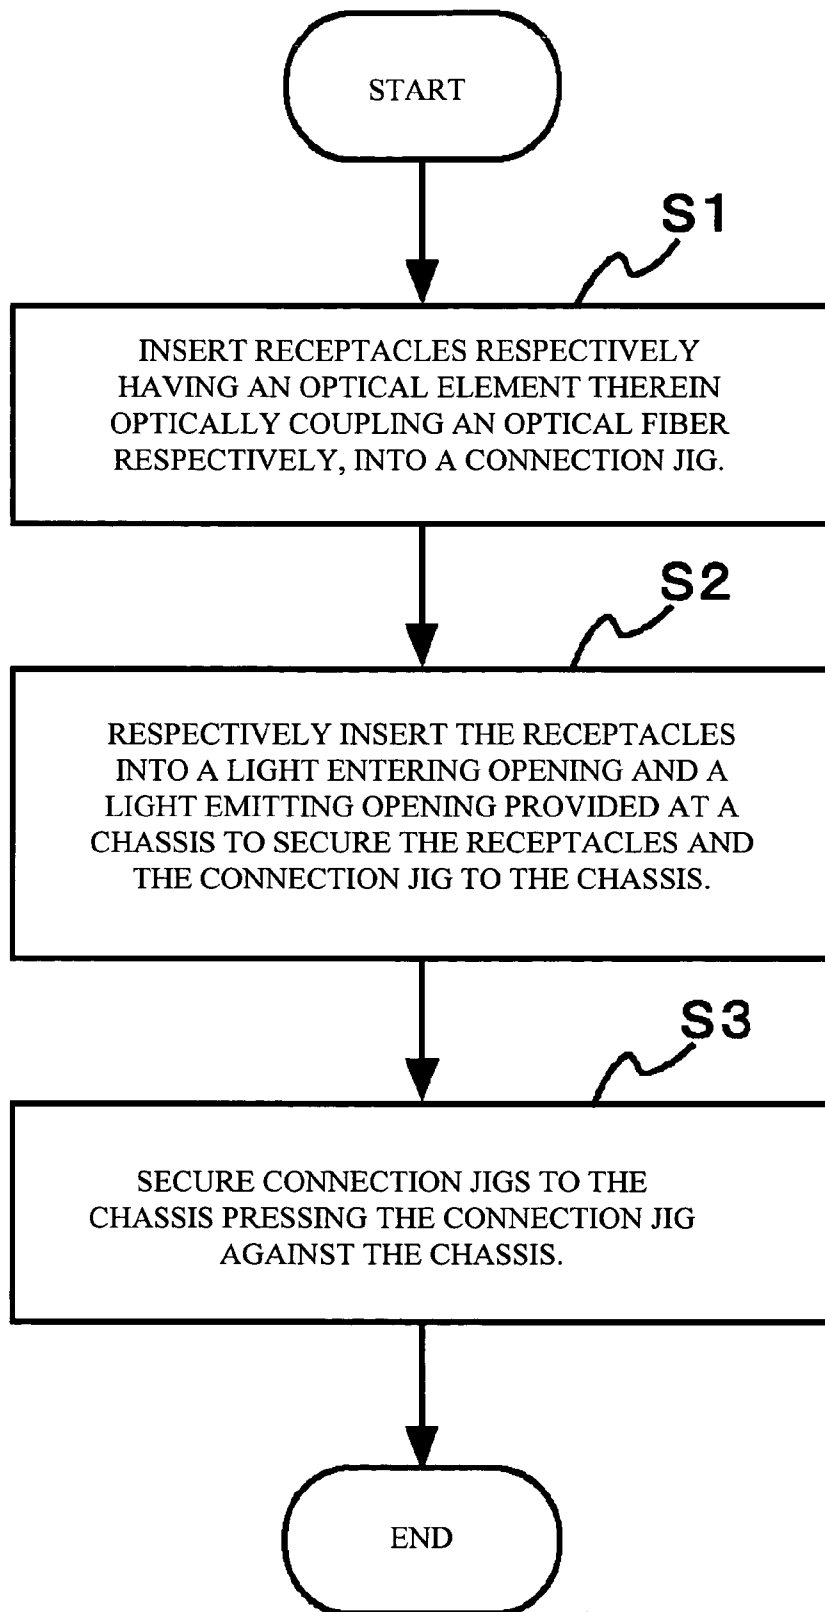 START
S1
INSERT RECEPTACLES RESPECTIVELY
HAVING AN OPTICAL ELEMENT THEREIN
OPTICALLY COUPLING AN OPTICAL FIBER
RESPECTIVELY, INTO A CONNECTION JIG.
S2
RESPECTIVELY INSERT THE RECEPTACLES
INTO A LIGHT ENTERING OPENING AND A
LIGHT EMITTING OPENING PROVIDED AT A
CHASSIS TO SECURE THE RECEPTACLES AND
THE CONNECTION JIG TO THE CHASSIS.
S3
SECURE CONNECTION JIGS TO THE
CHASSIS PRESSING THE CONNECTION JIG
AGAINST THE CHASSIS.
END